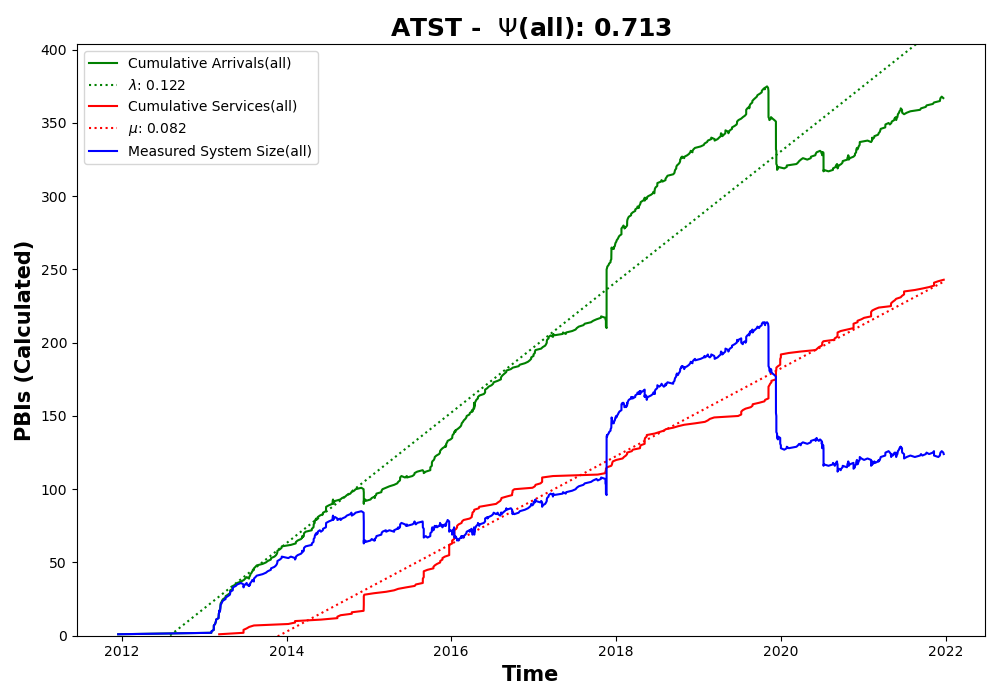 ATST -  Ψ(all): 0.713
Cumulative Arrivals(all)
λ: 0.122
Cumulative Services(all)
μ: 0.082
Measured System Size(all)
400
350
300
250
200
150
100
50
0
PBIs (Calculated)
2012 2014 2016 2018 2020 2022
Time